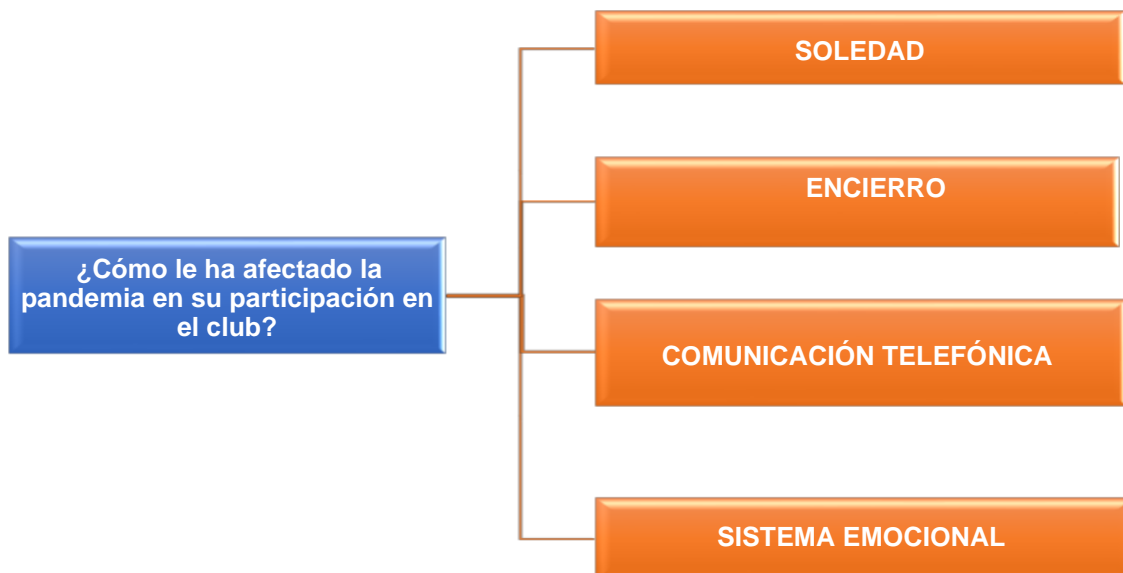 SOLEDAD
ENCIERRO
¿Cómo le ha afectado la
pandemia en su participación en
el club?
COMUNICACIÓN TELEFÓNICA
SISTEMA EMOCIONAL